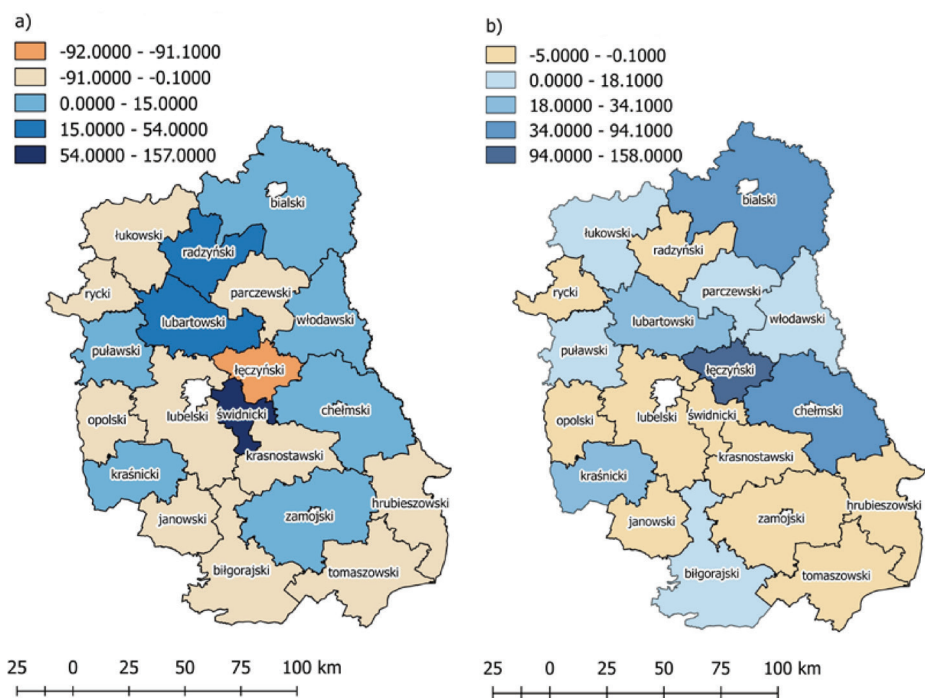 a)
-92.0000 - -91.1000
-91.0000 - -0.1000
0.0000 - 15.0000
15.0000 - 54.0000
54.0000 - 157.0000
bialski
łukowski
radzyński
rycki
parczewski
lubartowski
włodawski
puławski
łęczyński
opolski
lubelski
świdnicki
chełmski
kraśnicki
krasnostawski
hrubieszowski
janowski
zamojski
biłgorajski
tomaszowski
25 0 25 50 75 100 km
b)
-5.0000 - -0.1000
0.0000 - 18.1000
18.0000 - 34.1000
34.0000 - 94.1000
94.0000 - 158.0000
bialski
łukowski
radzyński
rycki
parczewski
lubartowski
włodawski
puławski
łęczyński
opolski
lubelski
świdnicki
chełmski
kraśnicki
krasnostawski
hrubieszowski
janowski
zamojski
biłgorajski
tomaszowski
25 0 25 50 75 100 km